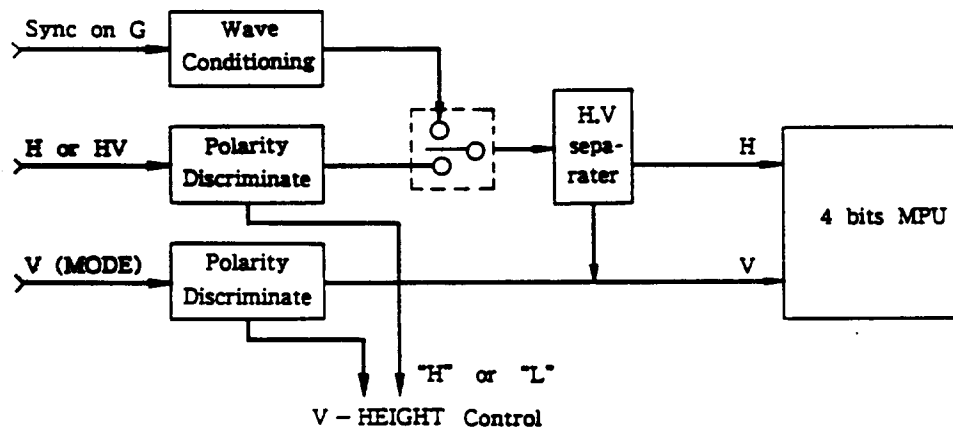 Sync on G
Wave
Conditioning
H or HV
Polarity
Discriminate
H.V
sepa-
rater
H
4 bits MPU
V (MODE)
Polarity
Discriminate
V
"H" or "L"
V - HEIGHT Control